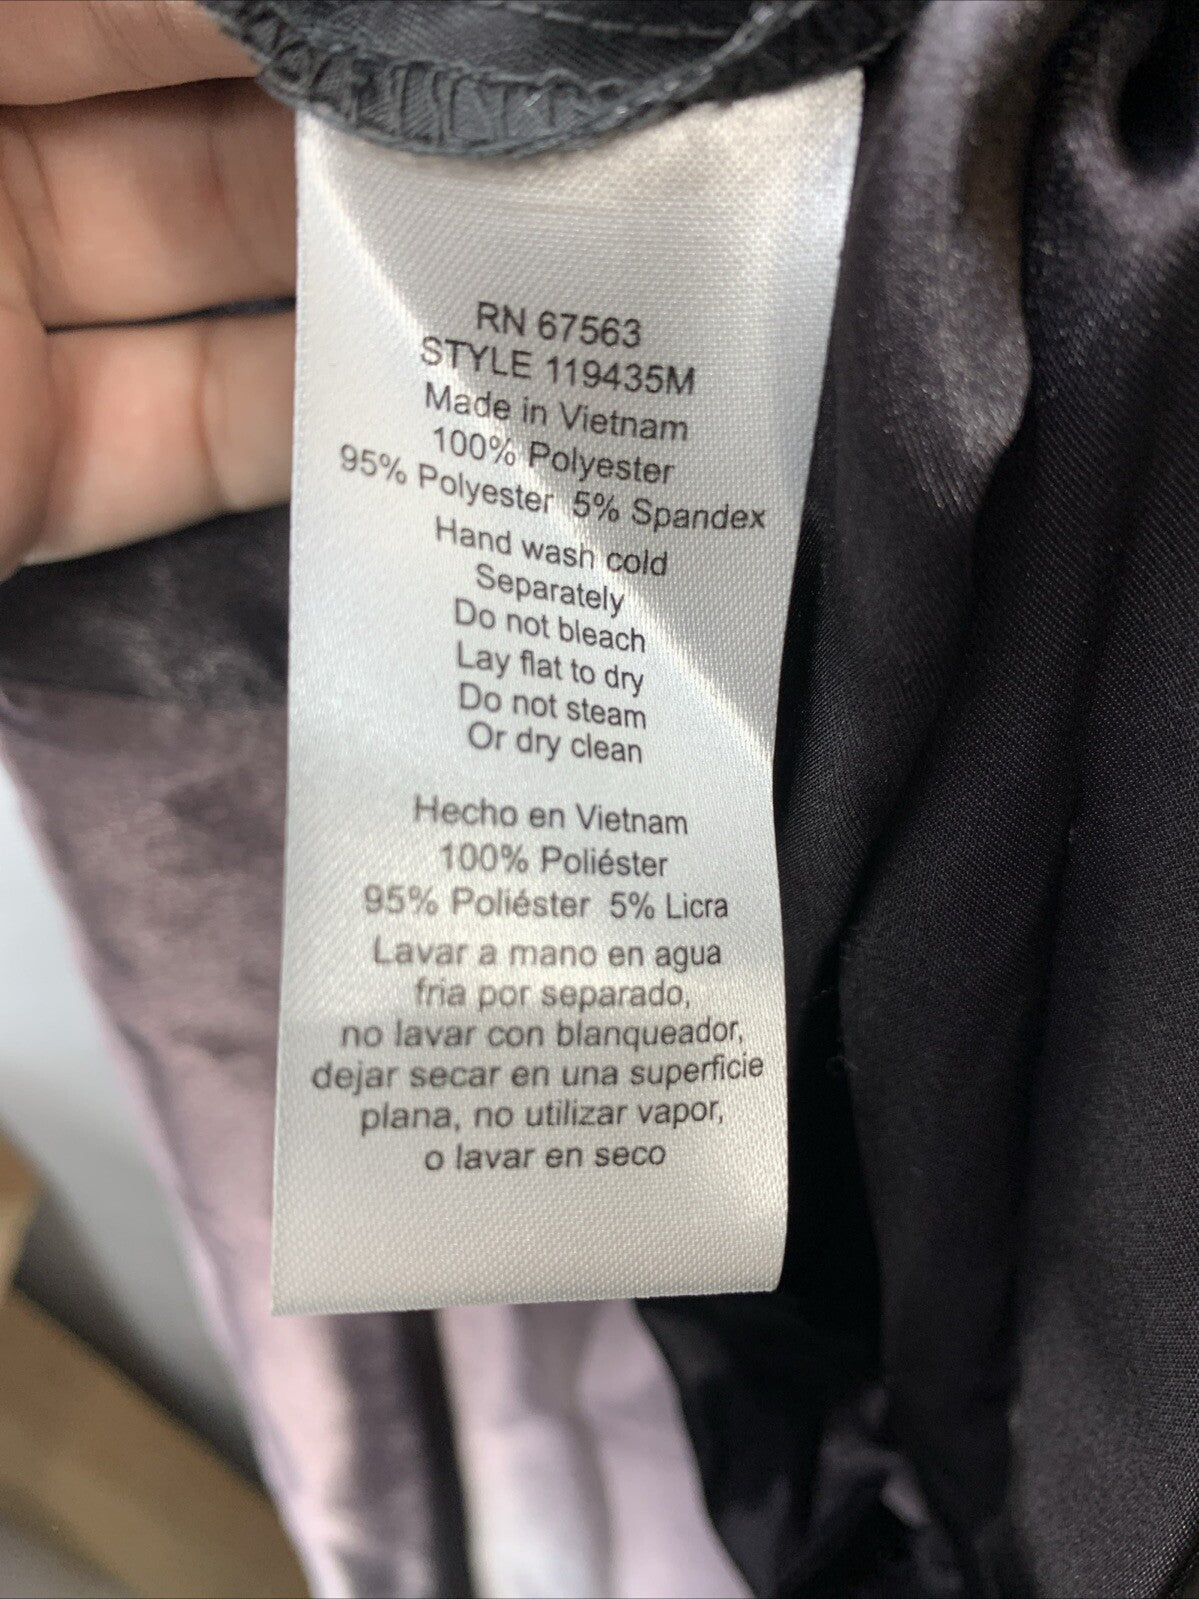 RN 67563
STYLE 119435M
Made in Vietnam
100% Polyester
95% Polyester 5% Spandex
Hand wash cold
Separately
Do not bleach
Lay flat to dry
Do not steam
Or dry clean
Hecho en Vietnam
100% Poliéster
95% Poliéster 5% Licra
Lavar a mano en agua
fria por separado,
no lavar con blanqueador,
dejar secar en una superficie
plana, no utilizar vapor,
o lavar en seco